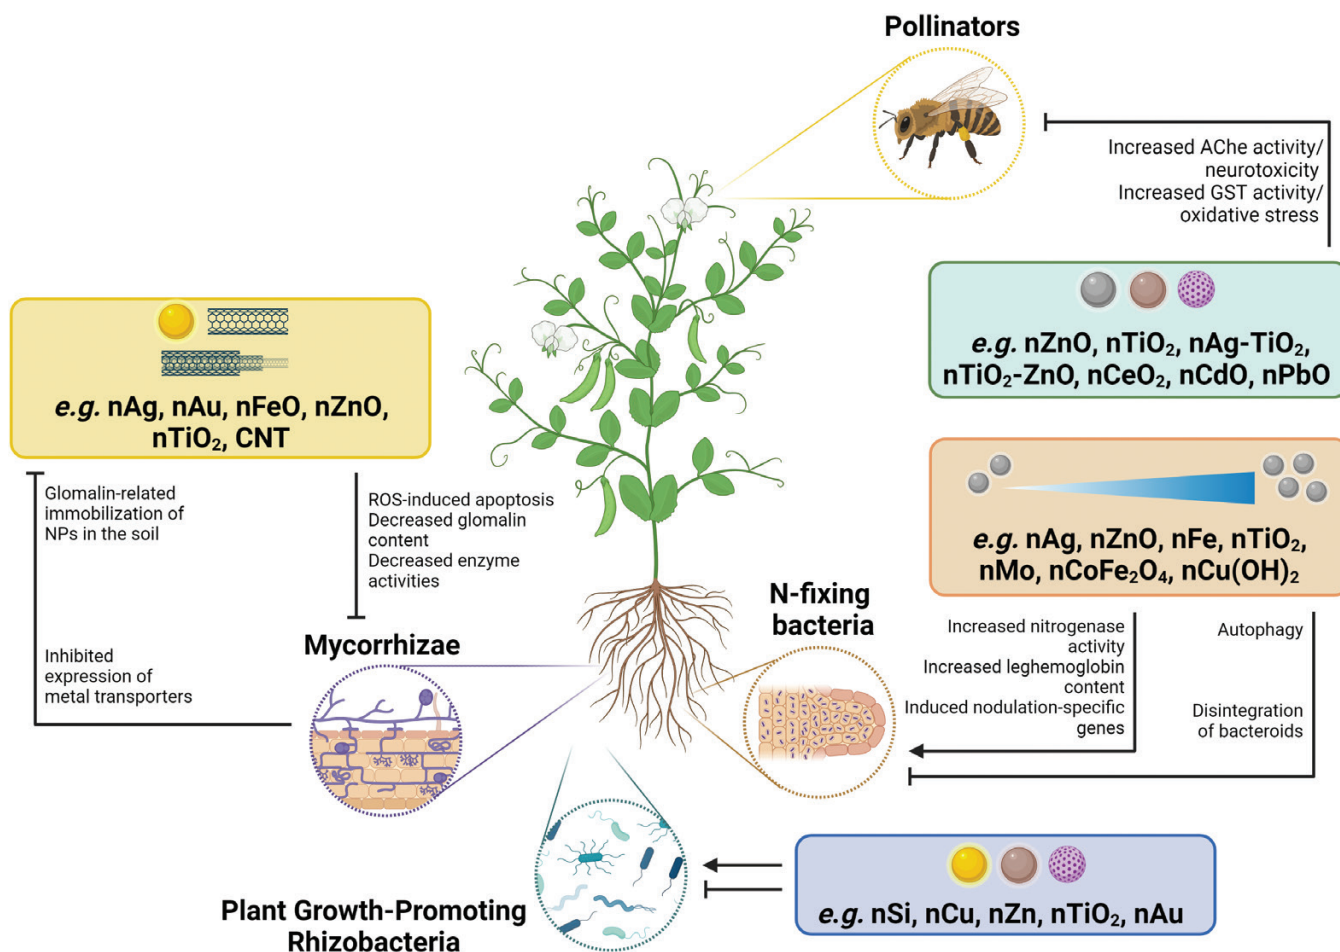 Pollinators
Increased AChe activity/
neurotoxicity
Increased GST activity/
oxidative stress
e.g. nZnO, nTiO₂, nAg-TiO₂,
nTiO₂-ZnO, nCeO₂, nCdO, nPbO
e.g. nAg, nAu, nFeO, nZnO,
nTiO₂, CNT
Glomalin-related
immobilization of
NPs in the soil
ROS-induced apoptosis
Decreased glomalin
content
Decreased enzyme
activities
Inhibited
expression of
metal transporters
Mycorrhizae
e.g. nAg, nZnO, nFe, nTiO₂,
nMo, nCoFe₂O₄, nCu(OH)₂
N-fixing
bacteria
Increased nitrogenase
activity
Increased leghemoglobin
content
Induced nodulation-specific
genes
Autophagy
Disintegration
of bacteroids
Plant Growth-Promoting
Rhizobacteria
e.g. nSi, nCu, nZn, nTiO₂, nAu